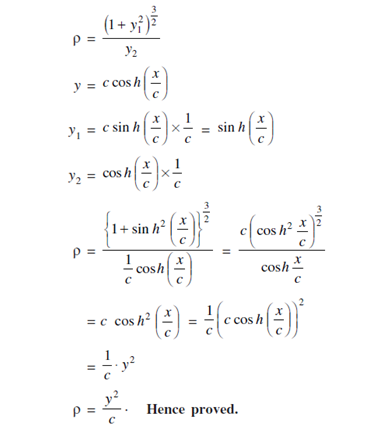 ρ = (1 + y₁²)^(3/2) / y₂
y = c cos h (x/c)
y₁ = c sin h (x/c) × 1/c = sin h (x/c)
y₂ = cos h (x/c) × 1/c
ρ = {1 + sin h² (x/c)}^(3/2) / (1/c cosh (x/c)) = c (cos h² x/c)^(3/2) / (cosh x/c)
= c cos h² (x/c) = 1/c (c cos h (x/c))²
= 1/c · y²
ρ = y²/c · Hence proved.